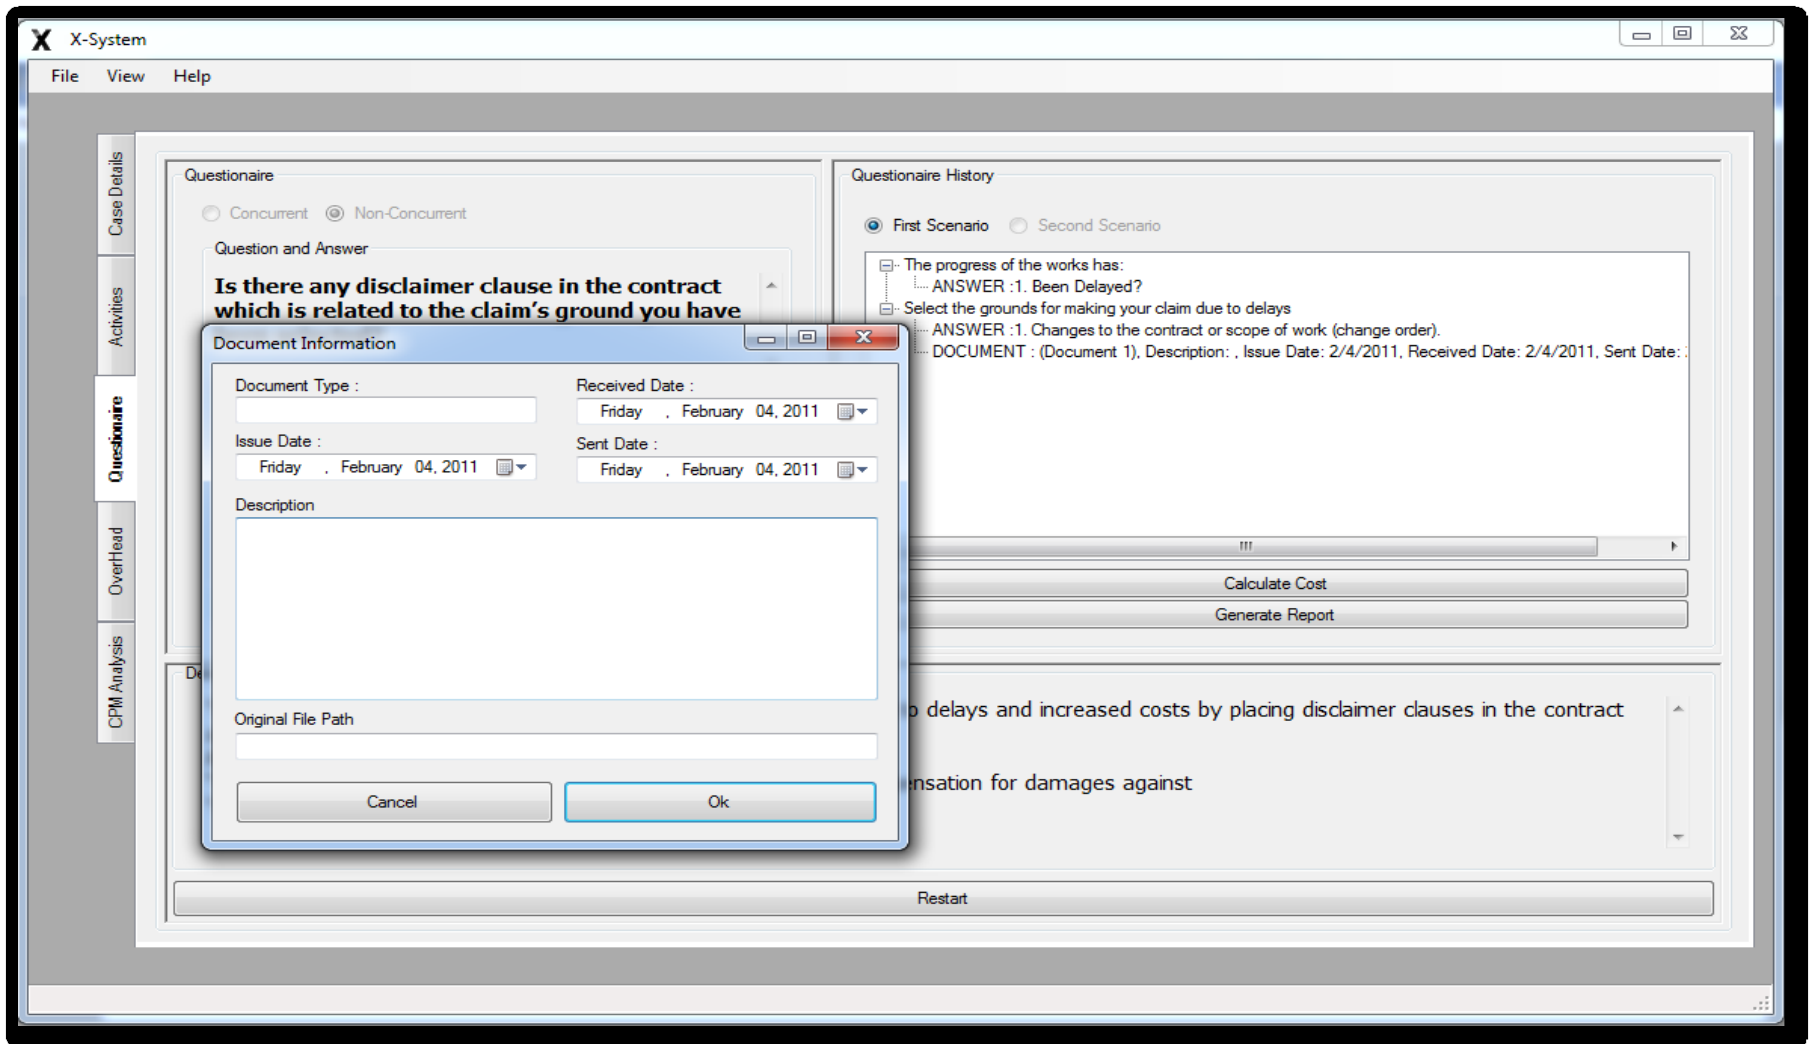 X X-System
File View Help
Case Details
Activities
Questionaire
OverHead
CPM Analysis
Questionaire
Concurrent Non-Concurrent
Question and Answer
Is there any disclaimer clause in the contract
which is related to the claim's ground you have
Questionaire History
First Scenario Second Scenario
The progress of the works has:
ANSWER :1. Been Delayed?
Select the grounds for making your claim due to delays
ANSWER :1. Changes to the contract or scope of work (change order).
DOCUMENT : (Document 1), Description: , Issue Date: 2/4/2011, Received Date: 2/4/2011, Sent Date:
Calculate Cost
Generate Report
Document Information
Document Type :
Received Date :
Friday , February 04, 2011
Issue Date :
Friday , February 04, 2011
Sent Date :
Friday , February 04, 2011
Description
Original File Path
Cancel Ok
delays and increased costs by placing disclaimer clauses in the contract
for damages against
Restart